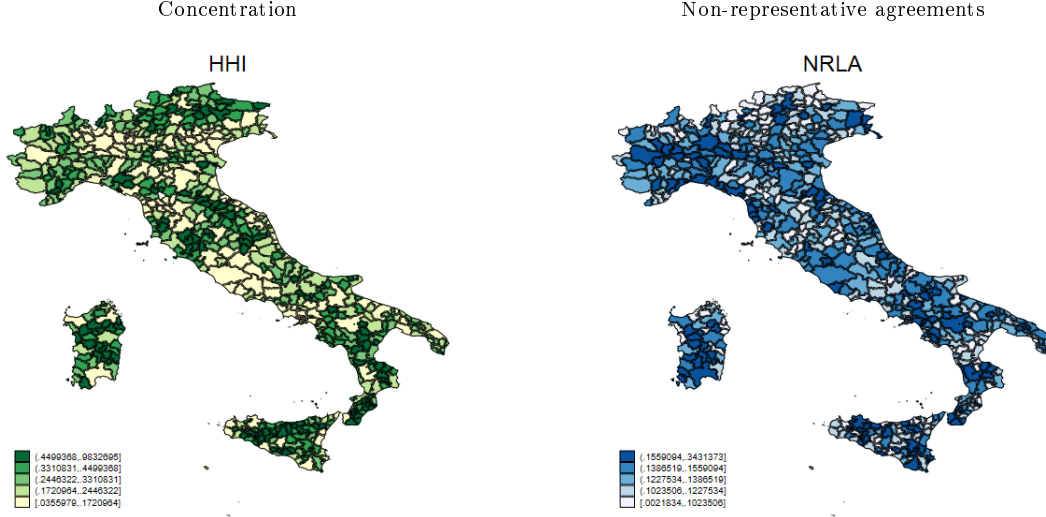 Concentration
HHI
(.4499368,.9832695]
(.3310831,.4499368]
(.2446322,.3310831]
(.1720964,.2446322]
[.0355979,.1720964]
Non-representative agreements
NRLA
(.1559094,.3431373]
(.1386519,.1559094]
(.1227534,.1386519]
(.1023506,.1227534]
[.0021834,.1023506]